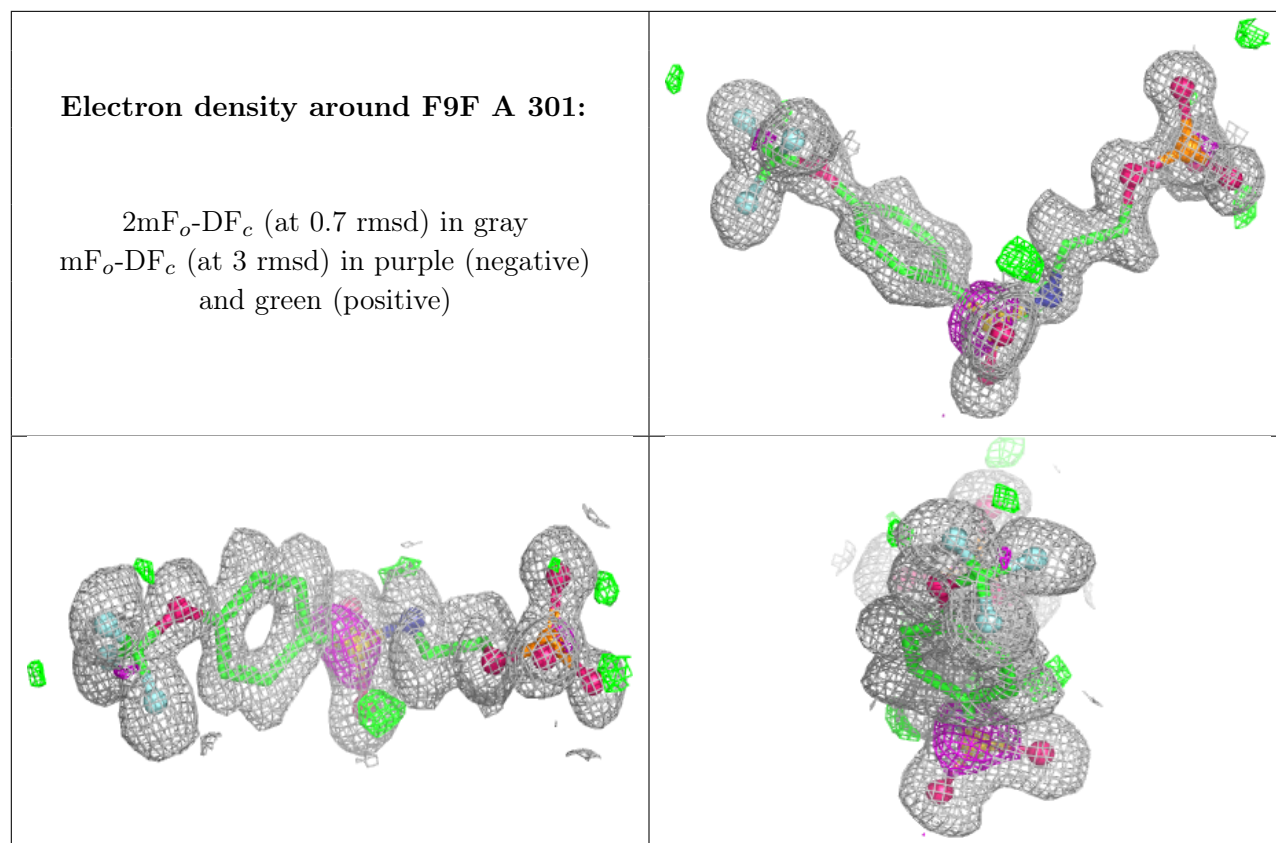 Electron density around F9F A 301:
2mFo-DFc (at 0.7 rmsd) in gray
mFo-DFc (at 3 rmsd) in purple (negative)
and green (positive)